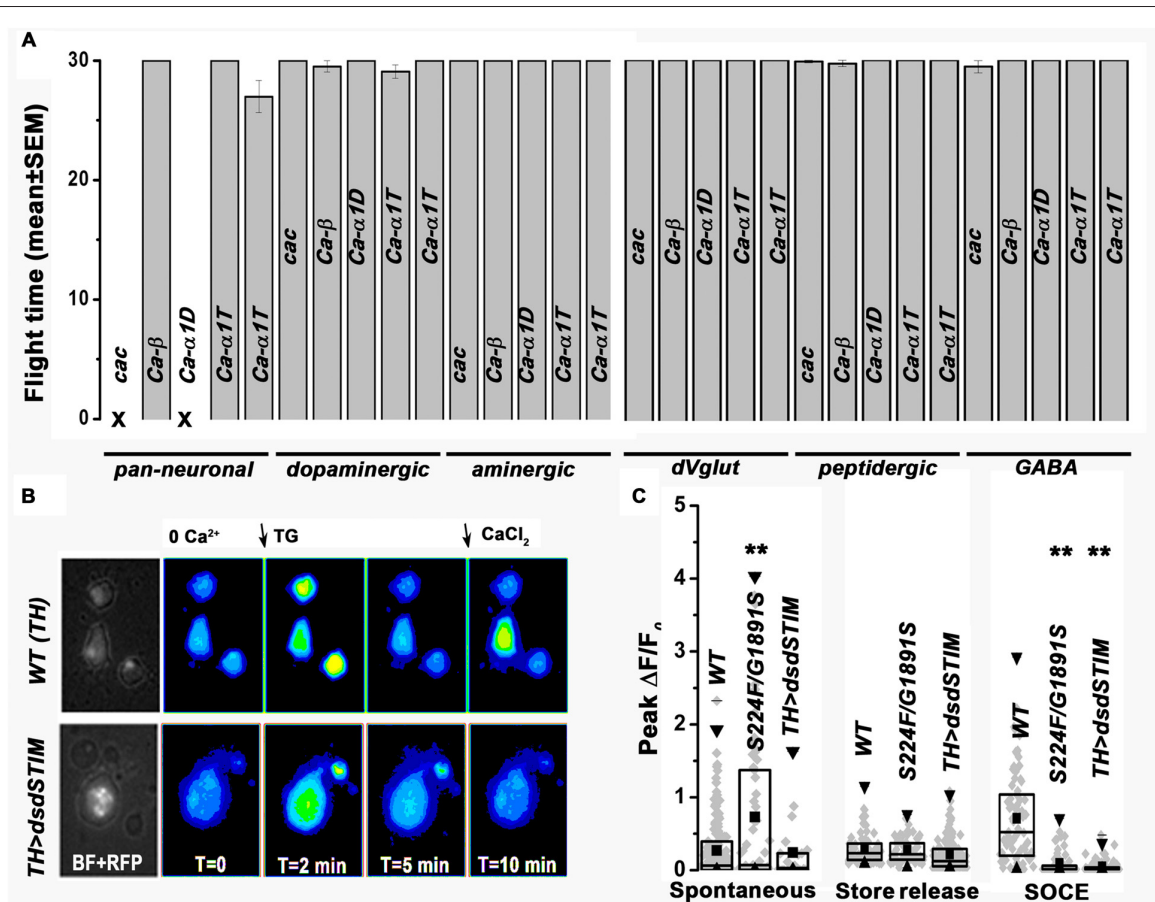 A
Flight time (mean±SEM)
30
20
10
0
cac
Ca-β
Ca-α1D
Ca-α1T
Ca-α1T
cac
Ca-β
Ca-α1D
Ca-α1T
Ca-α1T
cac
Ca-β
Ca-α1D
Ca-α1T
Ca-α1T
cac
Ca-β
Ca-α1D
Ca-α1T
Ca-α1T
cac
Ca-β
Ca-α1D
Ca-α1T
Ca-α1T
cac
Ca-β
Ca-α1D
Ca-α1T
Ca-α1T
X
X
pan-neuronal
dopaminergic
aminergic
dVglut
peptidergic
GABA
B
0 Ca²⁺
TG
CaCl₂
WT (TH)
TH>dsdSTIM
BF+RFP
T=0
T=2 min
T=5 min
T=10 min
C
Peak ΔF/F₀
5
4
3
2
1
0
**
WT
S224F/G1891S
TH>dsdSTIM
Spontaneous
WT
S224F/G1891S
TH>dsdSTIM
Store release
**
**
WT
S224F/G1891S
TH>dsdSTIM
SOCE